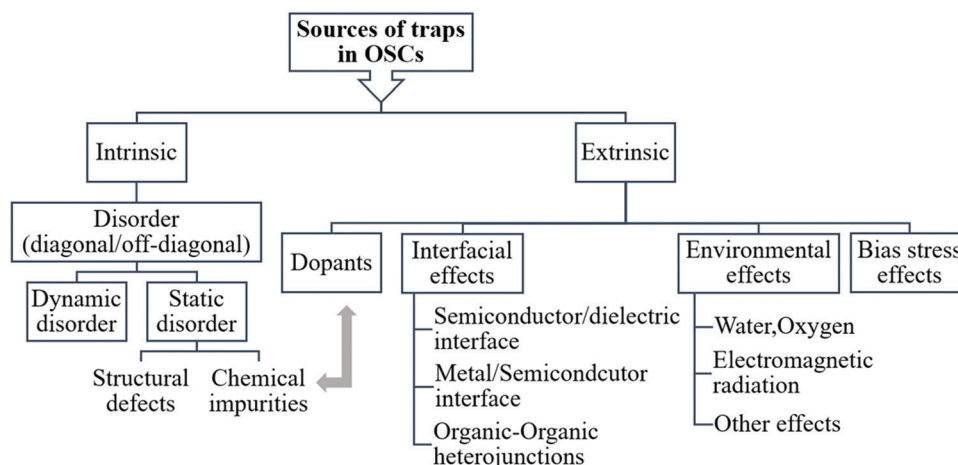 Sources of traps
in OSCs
Intrinsic
Extrinsic
Disorder
(diagonal/off-diagonal)
Dynamic
disorder
Static
disorder
Structural
defects
Chemical
impurities
Dopants
Interfacial
effects
Semiconductor/dielectric
interface
Metal/Semicondcutor
interface
Organic-Organic
heterojunctions
Environmental
effects
Water,Oxygen
Electromagnetic
radiation
Other effects
Bias stress
effects